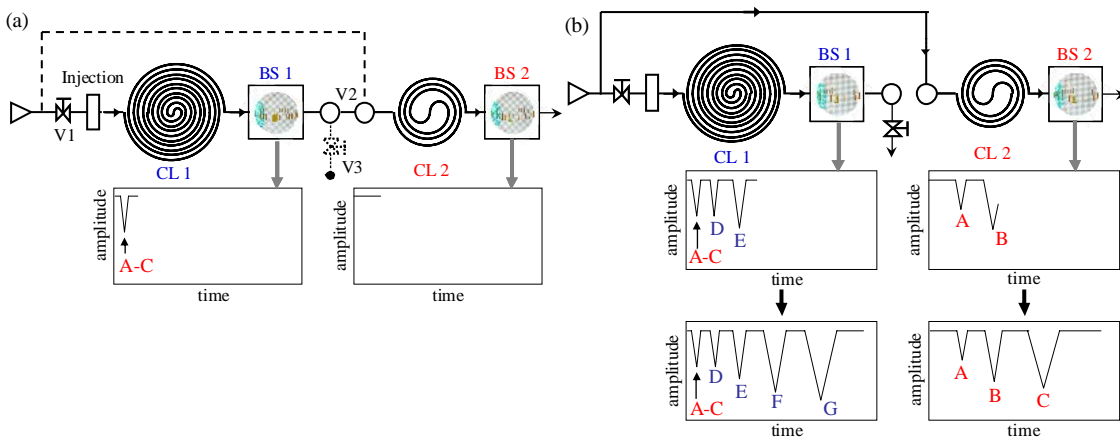 (a)
Injection
V1
CL 1
BS 1
V2
V3
CL 2
BS 2
amplitude
A-C
time
amplitude
time
(b)
CL 1
BS 1
CL 2
BS 2
amplitude
D
E
A-C
time
amplitude
A
B
time
amplitude
D
E
F
G
A-C
time
amplitude
A
B
C
time